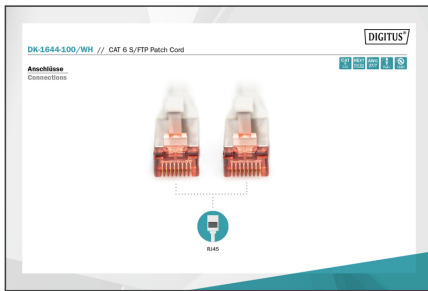 DIGITUS®
DK-1644-100/WH // CAT 6 S/FTP Patch Cord
Anschlüsse
Connections
RJ45